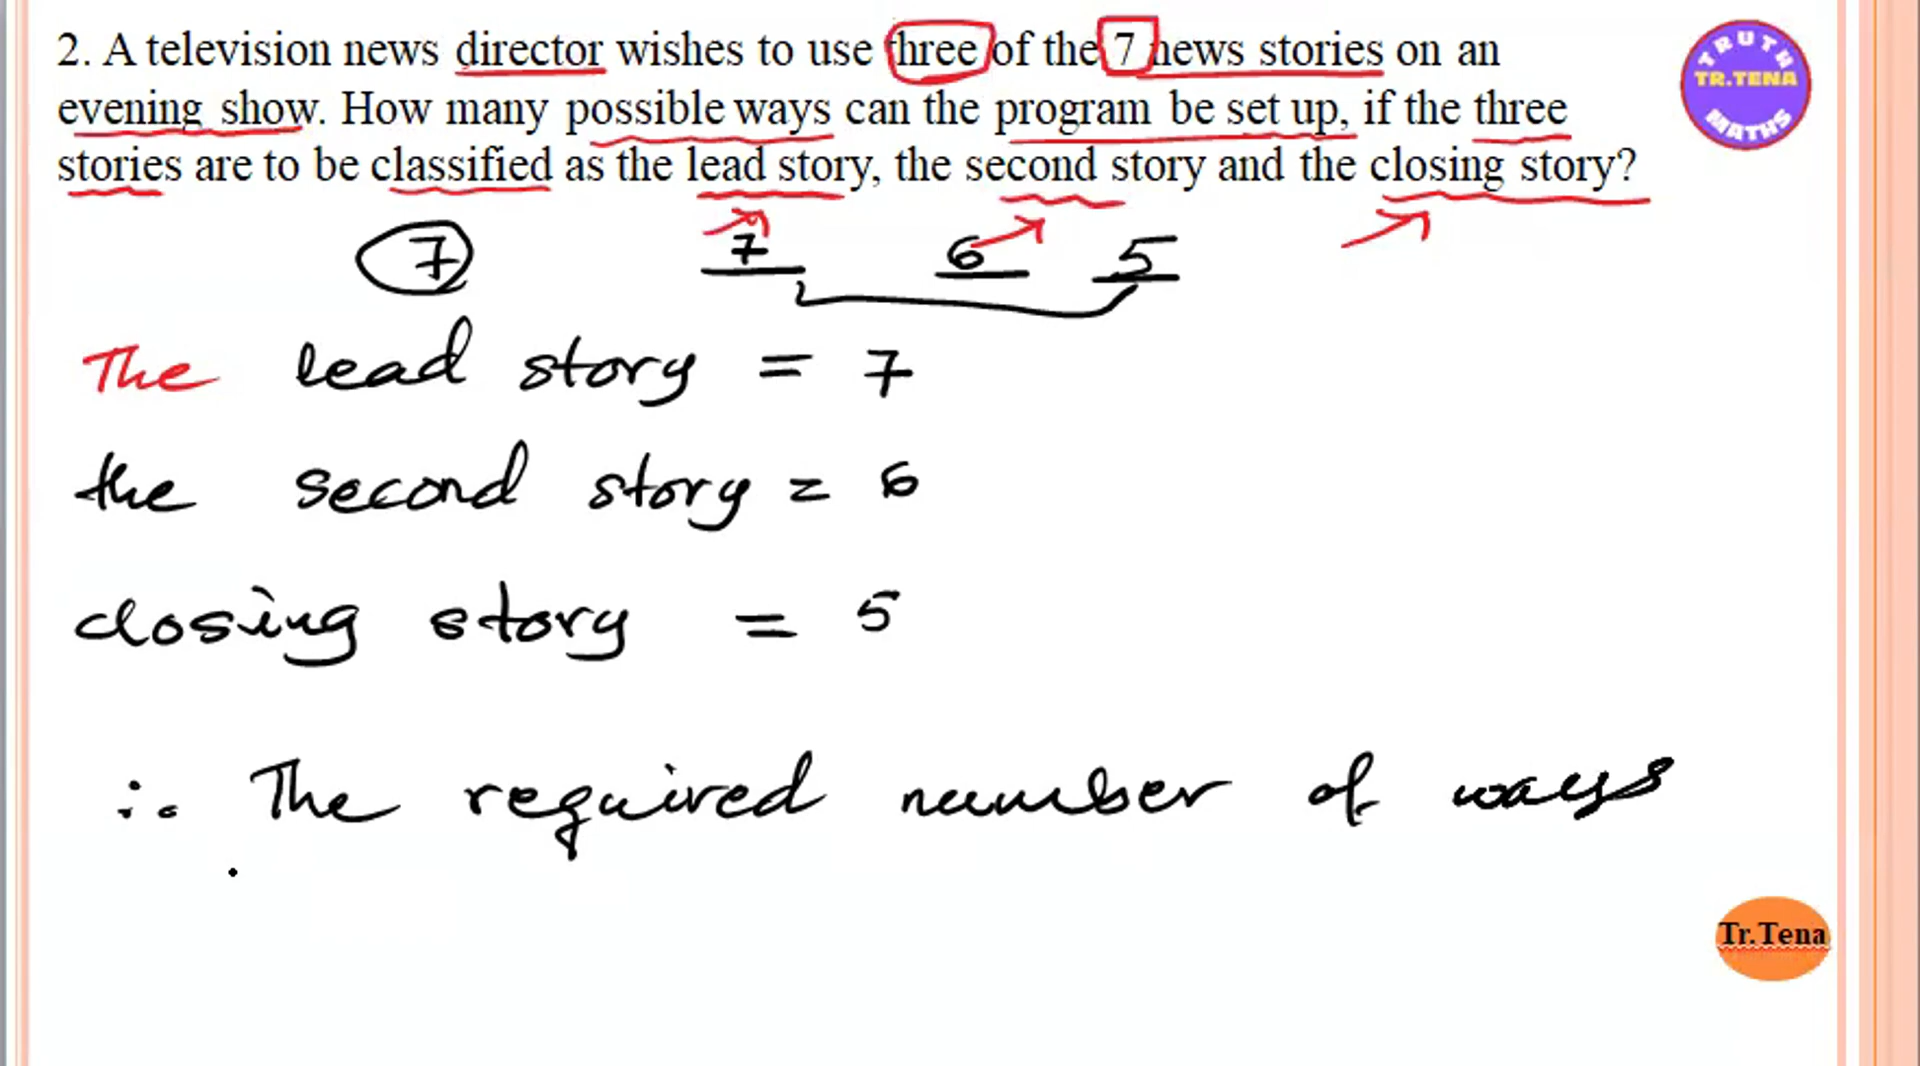 2. A television news director wishes to use three of the 7 news stories on an
evening show. How many possible ways can the program be set up, if the three
stories are to be classified as the lead story, the second story and the closing story?
TRUTH
TR.TENA
MATHS
7 7 6 5
The lead story = 7
the second story = 6
closing story = 5
∴ The required number of ways
Tr.Tena